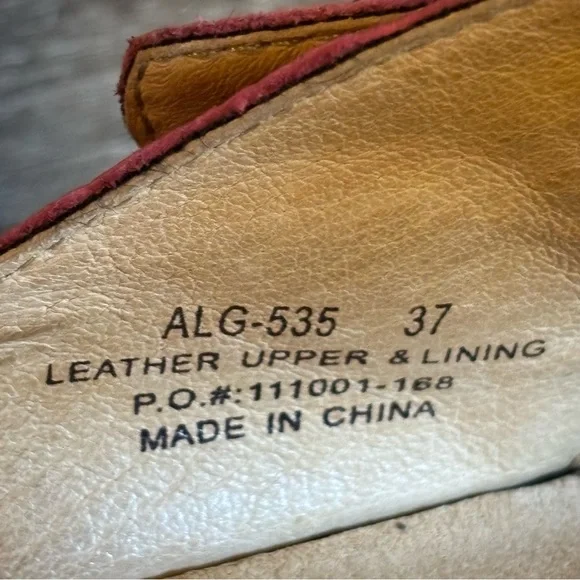 ALG-535 37
LEATHER UPPER & LINING
P.O.#:111001-168
MADE IN CHINA